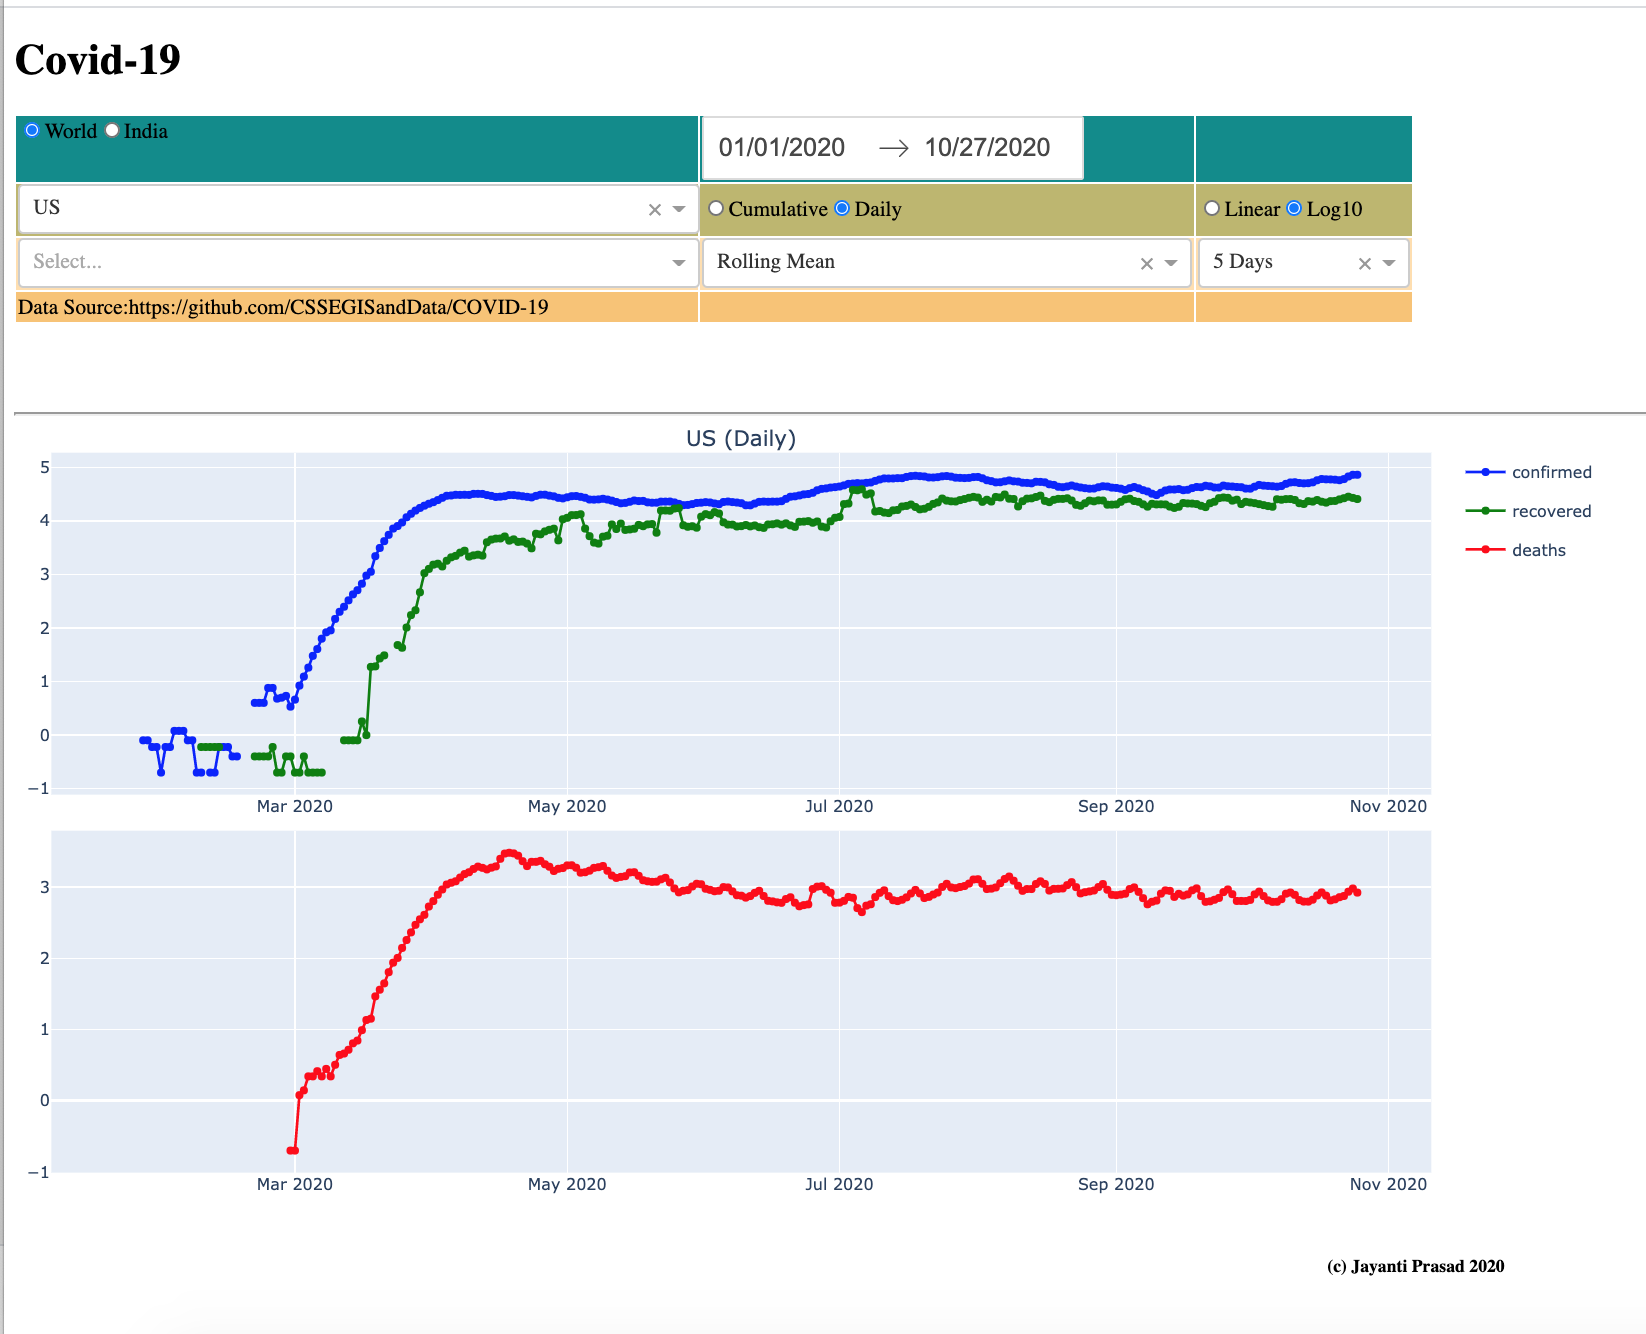 Covid-19
World India
01/01/2020 → 10/27/2020
US × Cumulative Daily Linear Log10
Select... Rolling Mean × 5 Days ×
Data Source:https://github.com/CSSEGISandData/COVID-19
US (Daily)
5
4
3
2
1
0
−1
Mar 2020 May 2020 Jul 2020 Sep 2020 Nov 2020
confirmed
recovered
deaths
3
2
1
0
−1
Mar 2020 May 2020 Jul 2020 Sep 2020 Nov 2020
(c) Jayanti Prasad 2020